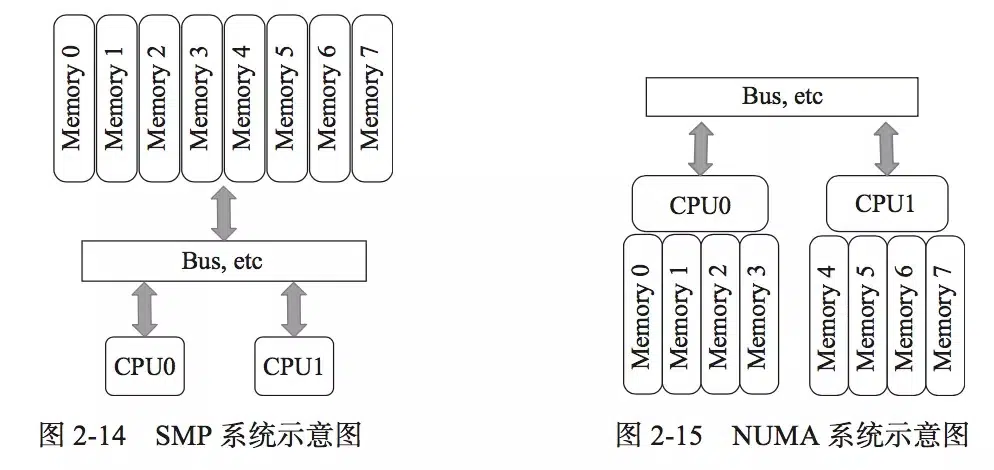 Memory 0
Memory 1
Memory 2
Memory 3
Memory 4
Memory 5
Memory 6
Memory 7
Bus, etc
CPU0
CPU1
图 2-14 SMP 系统示意图
Bus, etc
CPU0
CPU1
Memory 0
Memory 1
Memory 2
Memory 3
Memory 4
Memory 5
Memory 6
Memory 7
图 2-15 NUMA 系统示意图